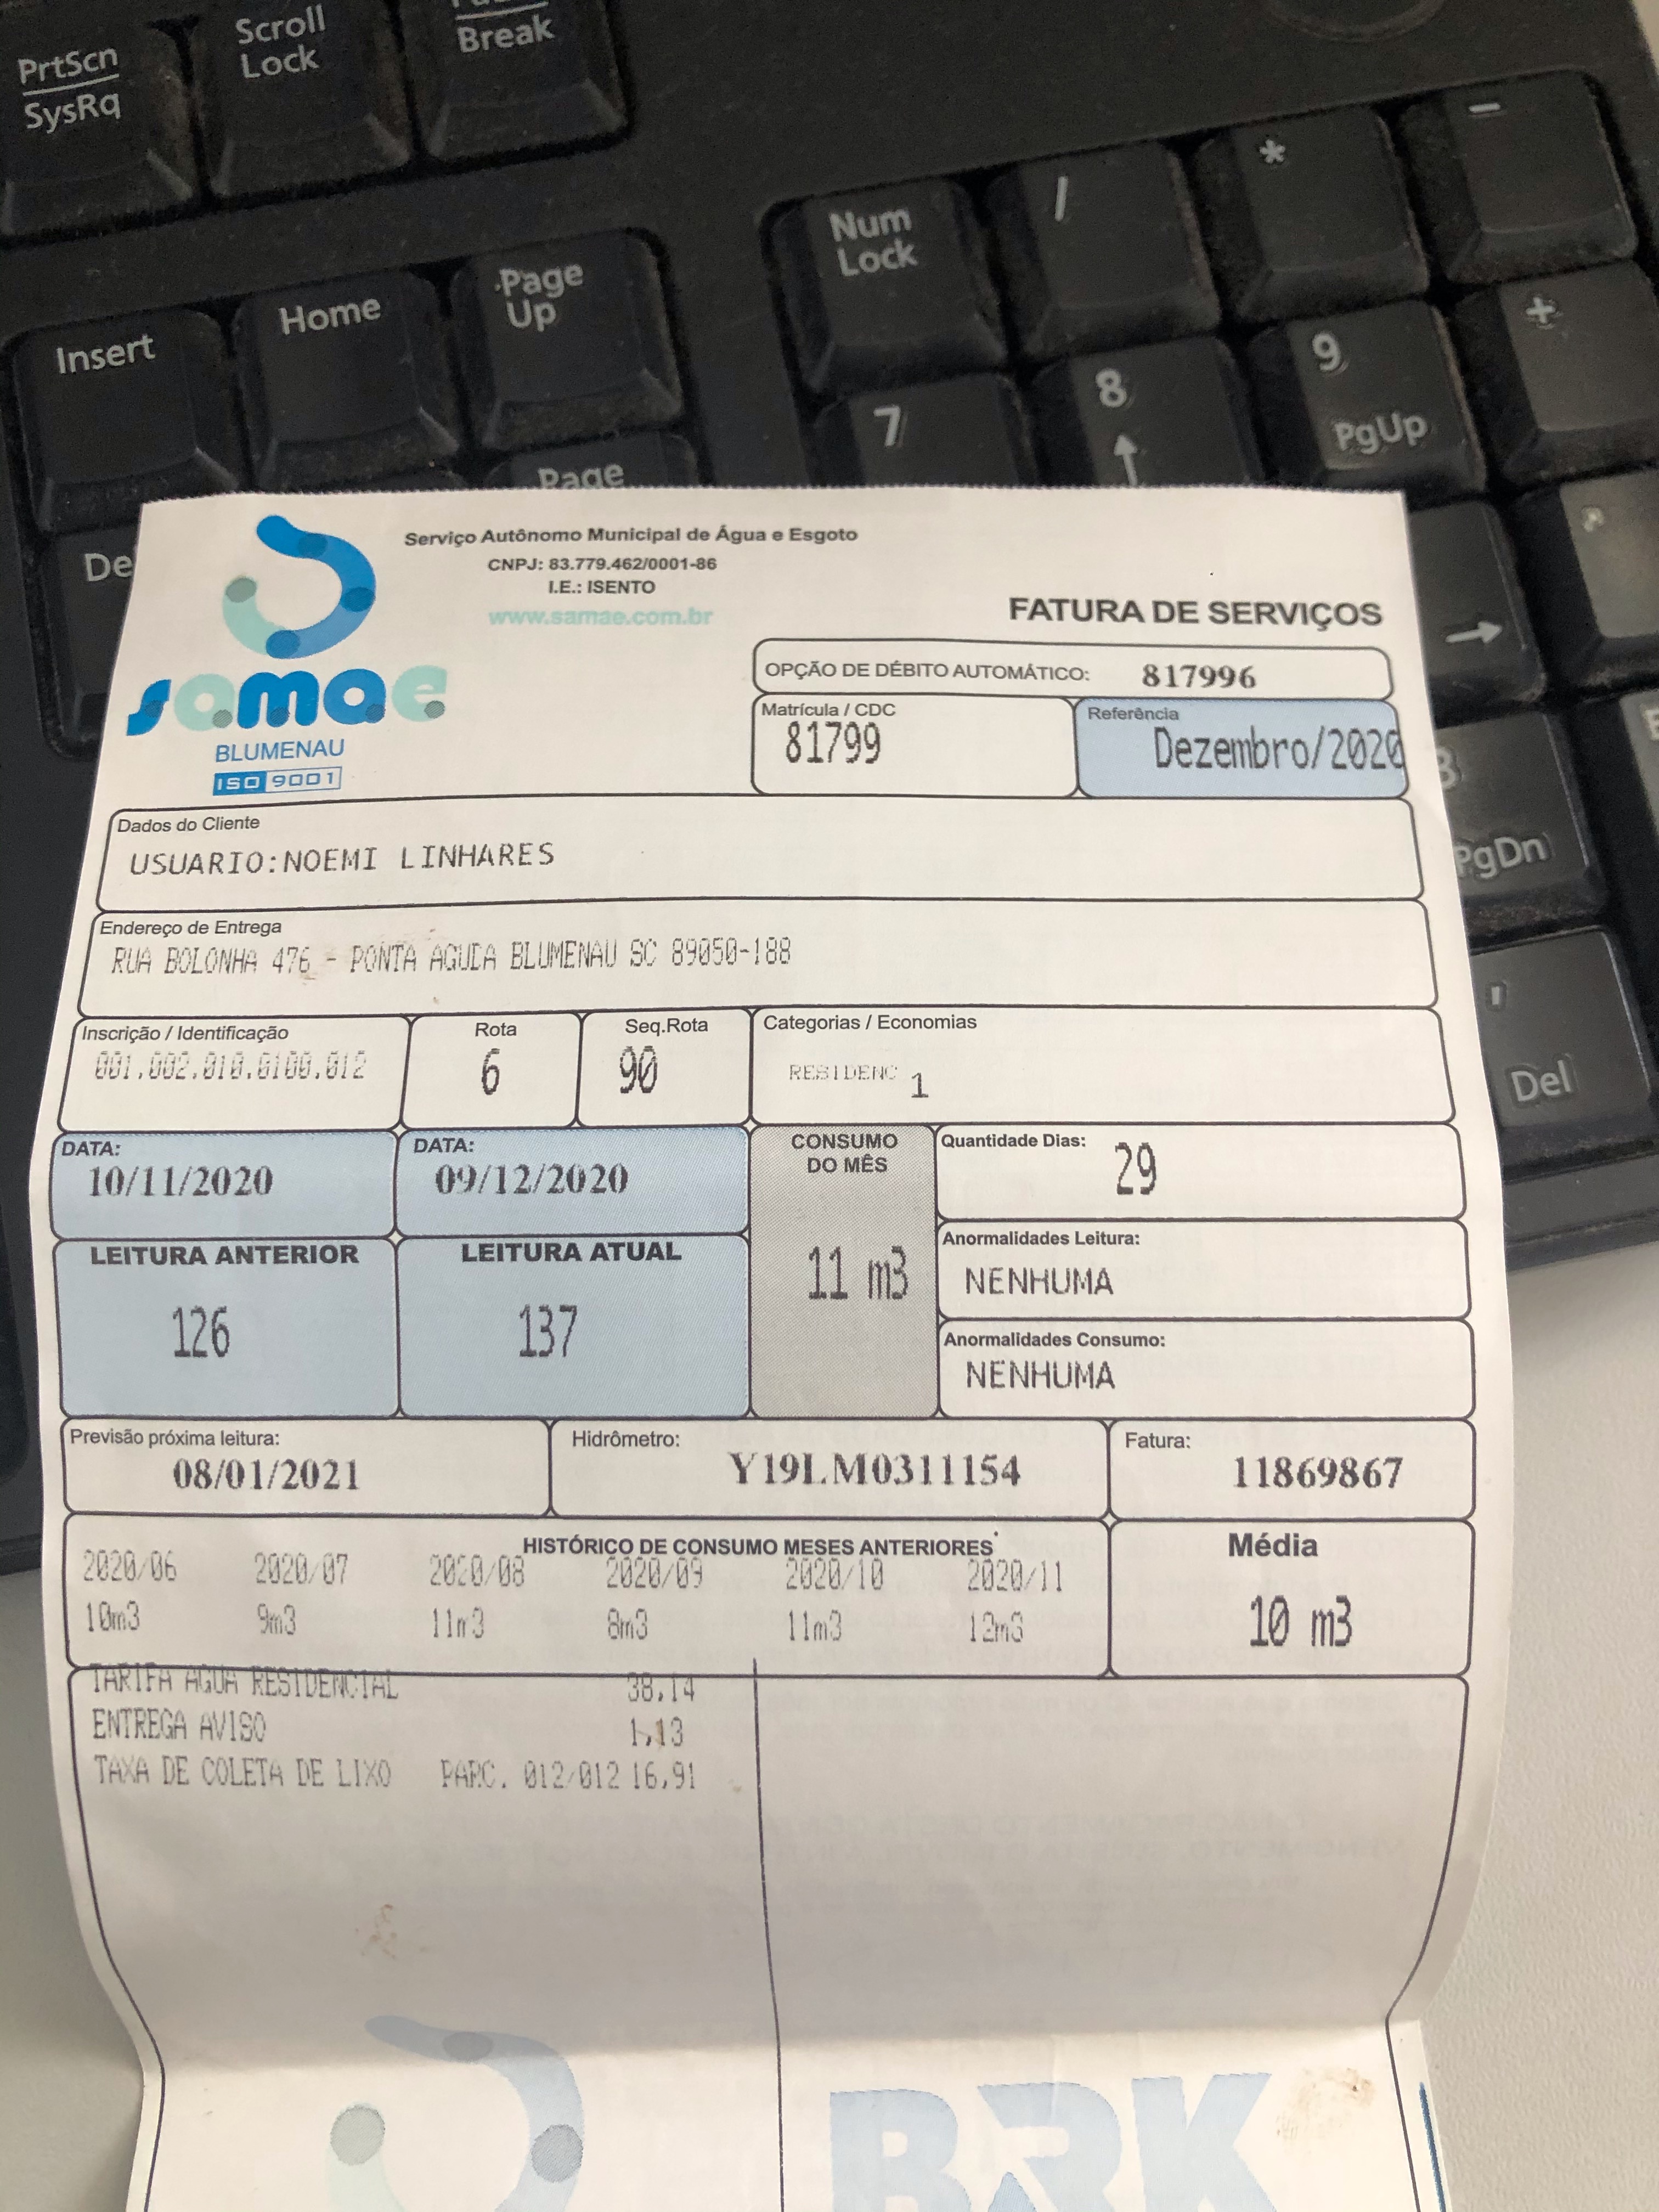 PrtScn
SysRq
Scroll
Lock
Break
Insert
Home
Page
Up
Num
Lock
/
*
-
7
8
9
PgUp
+
Page
De
PgDn
Del
Serviço Autônomo Municipal de Água e Esgoto
CNPJ: 83.779.462/0001-86
I.E.: ISENTO
www.samae.com.br
samae
BLUMENAU
ISO 9001
FATURA DE SERVIÇOS
OPÇÃO DE DÉBITO AUTOMÁTICO: 817996
Matrícula / CDC
81799
Referência
Dezembro/2020
Dados do Cliente
USUARIO:NOEMI LINHARES
Endereço de Entrega
RUA BOLONHA 476 - PONTA AGUDA BLUMENAU SC 89050-188
Inscrição / Identificação
001.002.010.0100.012
Rota
6
Seq.Rota
90
Categorias / Economias
RESIDENC 1
DATA:
10/11/2020
DATA:
09/12/2020
CONSUMO
DO MÊS
11 m3
Quantidade Dias: 29
LEITURA ANTERIOR
126
LEITURA ATUAL
137
Anormalidades Leitura:
NENHUMA
Anormalidades Consumo:
NENHUMA
Previsão próxima leitura:
08/01/2021
Hidrômetro:
Y19LM0311154
Fatura:
11869867
HISTÓRICO DE CONSUMO MESES ANTERIORES
2020/06 2020/07 2020/08 2020/09 2020/10 2020/11
10m3 9m3 11m3 8m3 11m3 12m3
Média
10 m3
TARIFA AGUA RESIDENCIAL 38,14
ENTREGA AVISO 1,13
TAXA DE COLETA DE LIXO PARC. 012/012 16,91
BRK